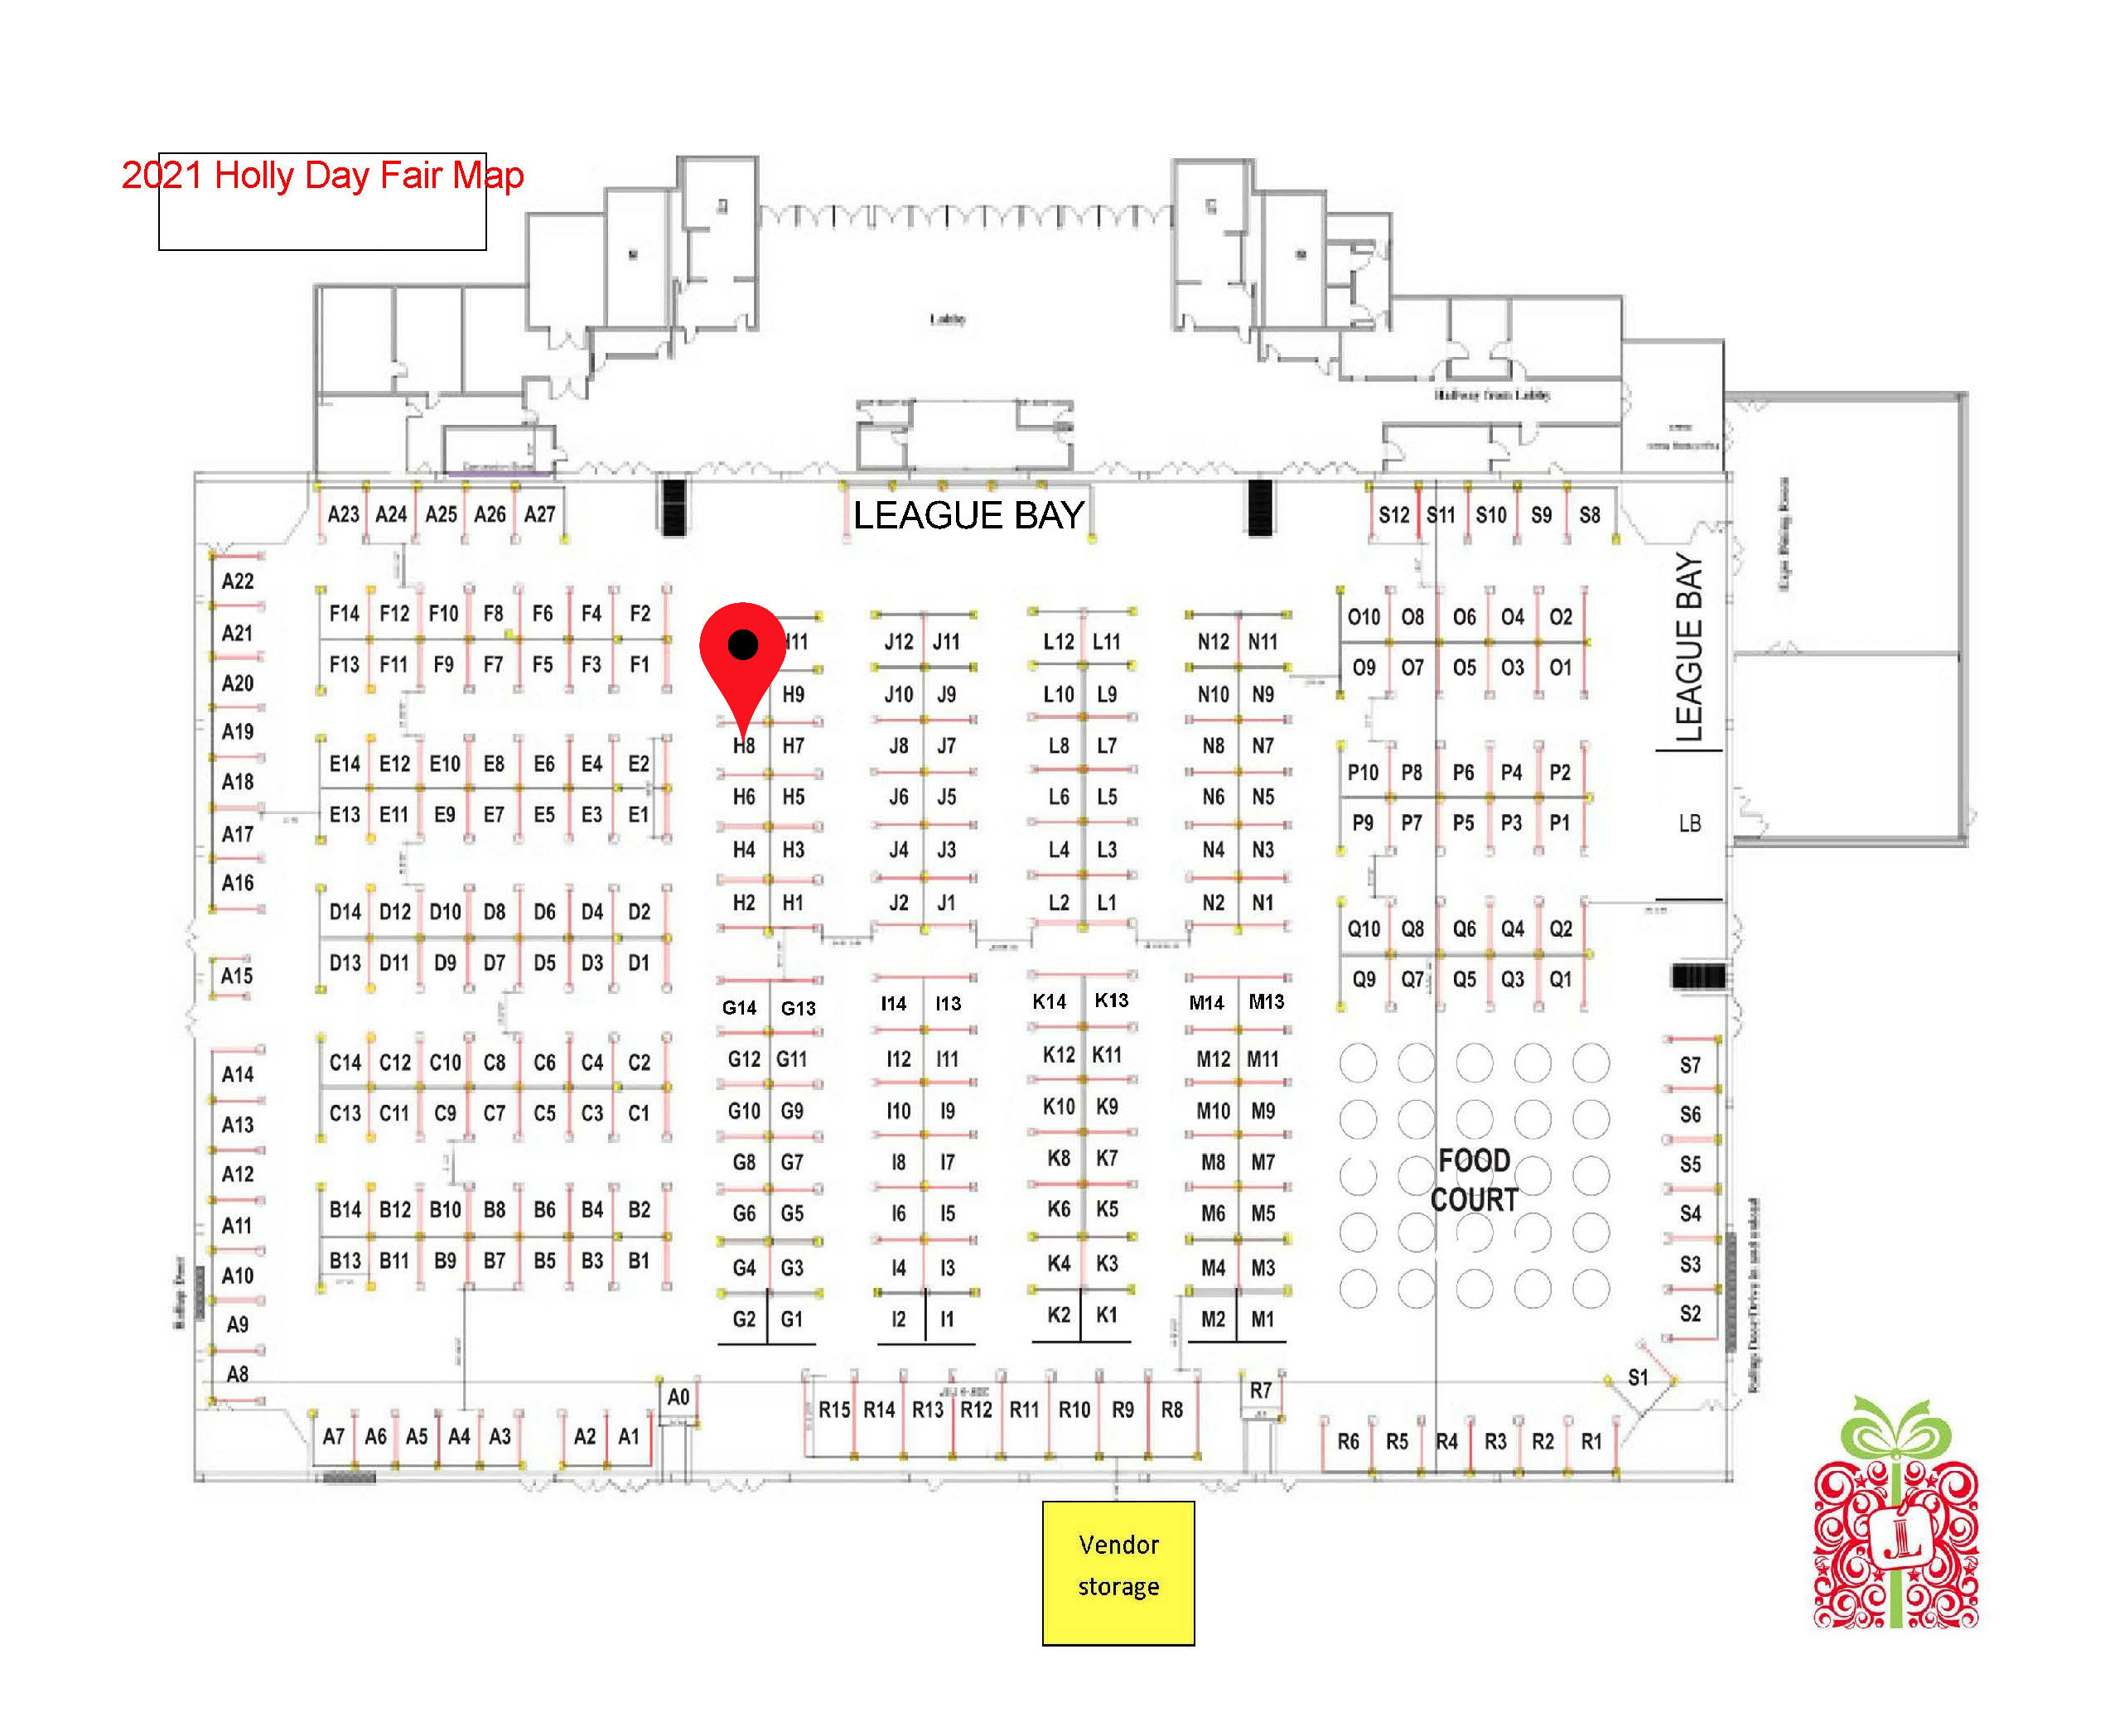 2021 Holly Day Fair Map
Lobby
Hallway from Lobby
LEAGUE BAY
A23 A24 A25 A26 A27
S12 S11 S10 S9 S8
A22
A21
A20
A19
A18
A17
A16
A15
A14
A13
A12
A11
A10
A9
A8
F14 F12 F10 F8 F6 F4 F2
F13 F11 F9 F7 F5 F3 F1
E14 E12 E10 E8 E6 E4 E2
E13 E11 E9 E7 E5 E3 E1
D14 D12 D10 D8 D6 D4 D2
D13 D11 D9 D7 D5 D3 D1
C14 C12 C10 C8 C6 C4 C2
C13 C11 C9 C7 C5 C3 C1
B14 B12 B10 B8 B6 B4 B2
B13 B11 B9 B7 B5 B3 B1
H11
H9
H8 H7
H6 H5
H4 H3
H2 H1
G14 G13
G12 G11
G10 G9
G8 G7
G6 G5
G4 G3
G2 G1
J12 J11
J10 J9
J8 J7
J6 J5
J4 J3
J2 J1
I14 I13
I12 I11
I10 I9
I8 I7
I6 I5
I4 I3
I2 I1
L12 L11
L10 L9
L8 L7
L6 L5
L4 L3
L2 L1
K14 K13
K12 K11
K10 K9
K8 K7
K6 K5
K4 K3
K2 K1
N12 N11
N10 N9
N8 N7
N6 N5
N4 N3
N2 N1
M14 M13
M12 M11
M10 M9
M8 M7
M6 M5
M4 M3
M2 M1
O10 O8 O6 O4 O2
O9 O7 O5 O3 O1
P10 P8 P6 P4 P2
P9 P7 P5 P3 P1
Q10 Q8 Q6 Q4 Q2
Q9 Q7 Q5 Q3 Q1
LEAGUE BAY
LB
FOOD
COURT
S7
S6
S5
S4
S3
S2
S1
A7 A6 A5 A4 A3 A2 A1
A0
R15 R14 R13 R12 R11 R10 R9 R8
R7
R6 R5 R4 R3 R2 R1
Vendor
storage
JL